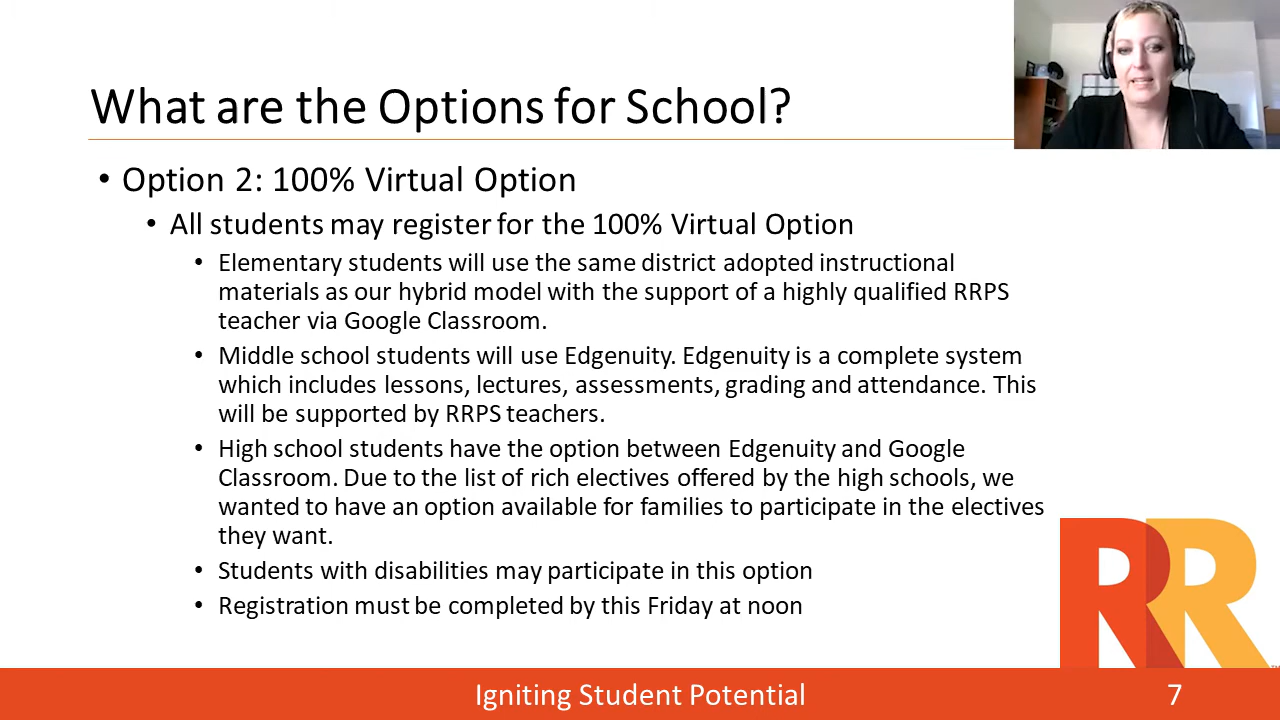 What are the Options for School?
• Option 2: 100% Virtual Option
• All students may register for the 100% Virtual Option
• Elementary students will use the same district adopted instructional
materials as our hybrid model with the support of a highly qualified RRPS
teacher via Google Classroom.
• Middle school students will use Edgenuity. Edgenuity is a complete system
which includes lessons, lectures, assessments, grading and attendance. This
will be supported by RRPS teachers.
• High school students have the option between Edgenuity and Google
Classroom. Due to the list of rich electives offered by the high schools, we
wanted to have an option available for families to participate in the electives
they want.
• Students with disabilities may participate in this option
• Registration must be completed by this Friday at noon
RR
Igniting Student Potential
7